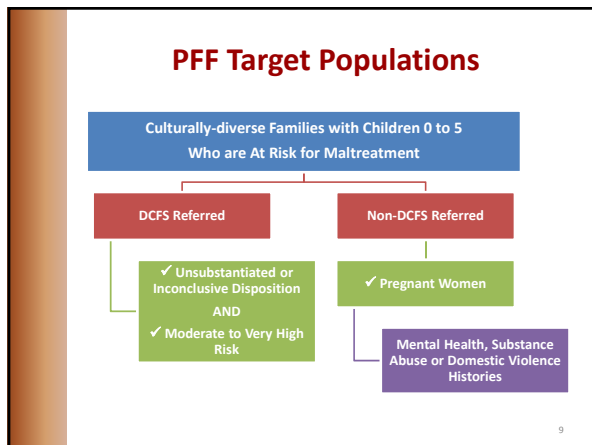 PFF Target Populations
Culturally-diverse Families with Children 0 to 5
Who are At Risk for Maltreatment
DCFS Referred
Non-DCFS Referred
✓ Unsubstantiated or
Inconclusive Disposition
AND
✓ Moderate to Very High
Risk
✓ Pregnant Women
Mental Health, Substance
Abuse or Domestic Violence
Histories
9